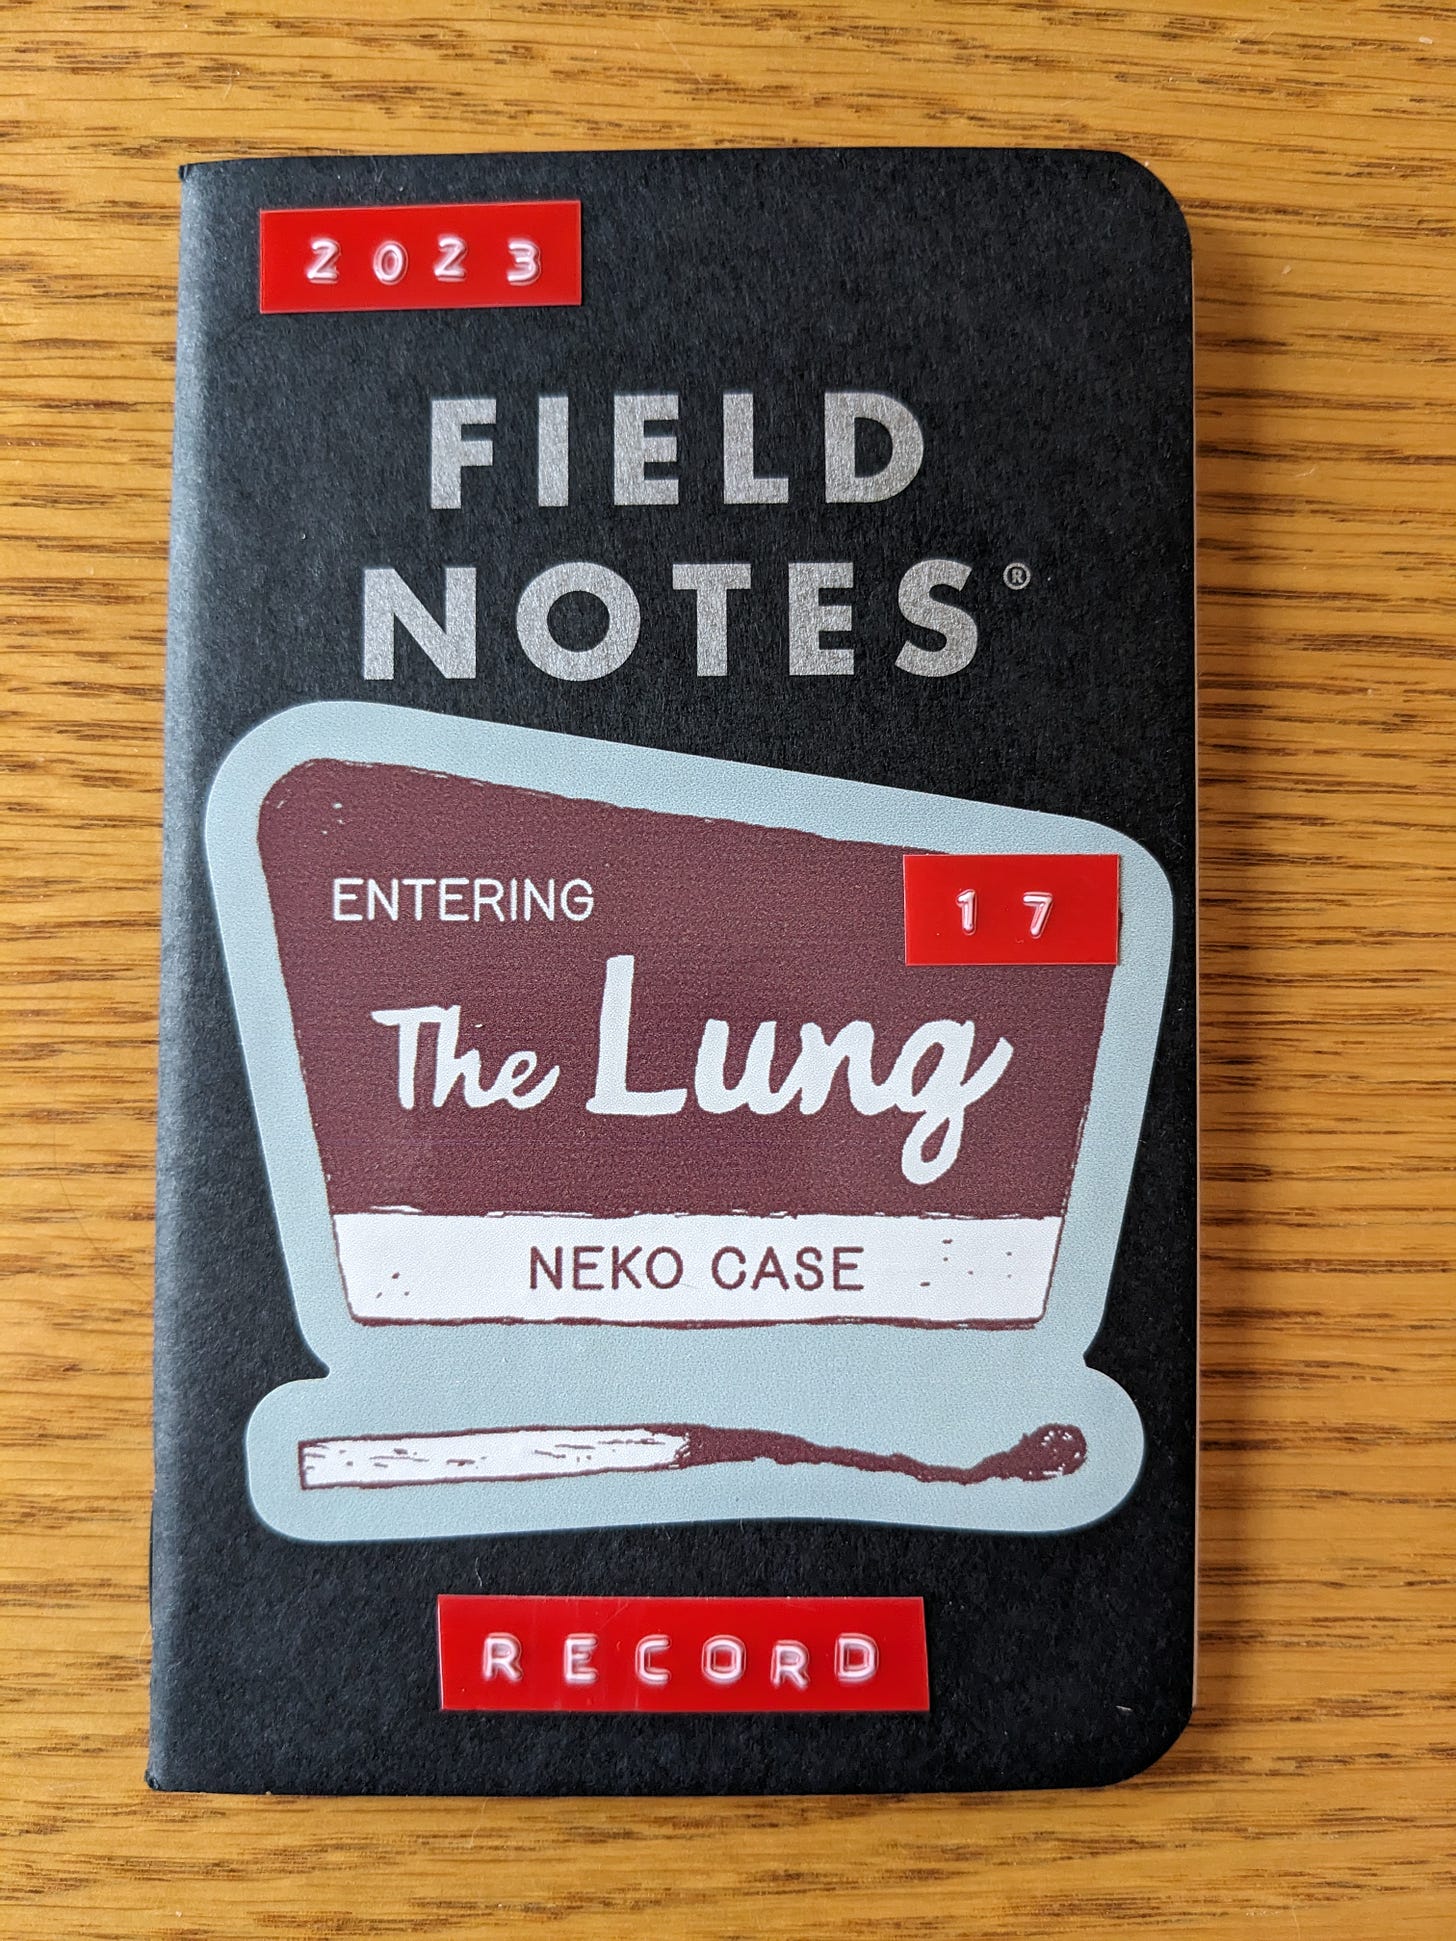 2023
FIELD
NOTES®
ENTERING
17
The Lung
NEKO CASE
RECORD